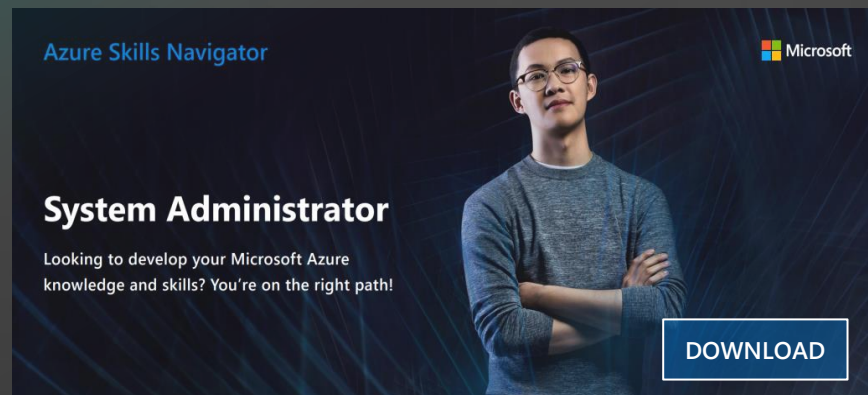 Azure Skills Navigator
Microsoft
System Administrator
Looking to develop your Microsoft Azure
knowledge and skills? You're on the right path!
DOWNLOAD